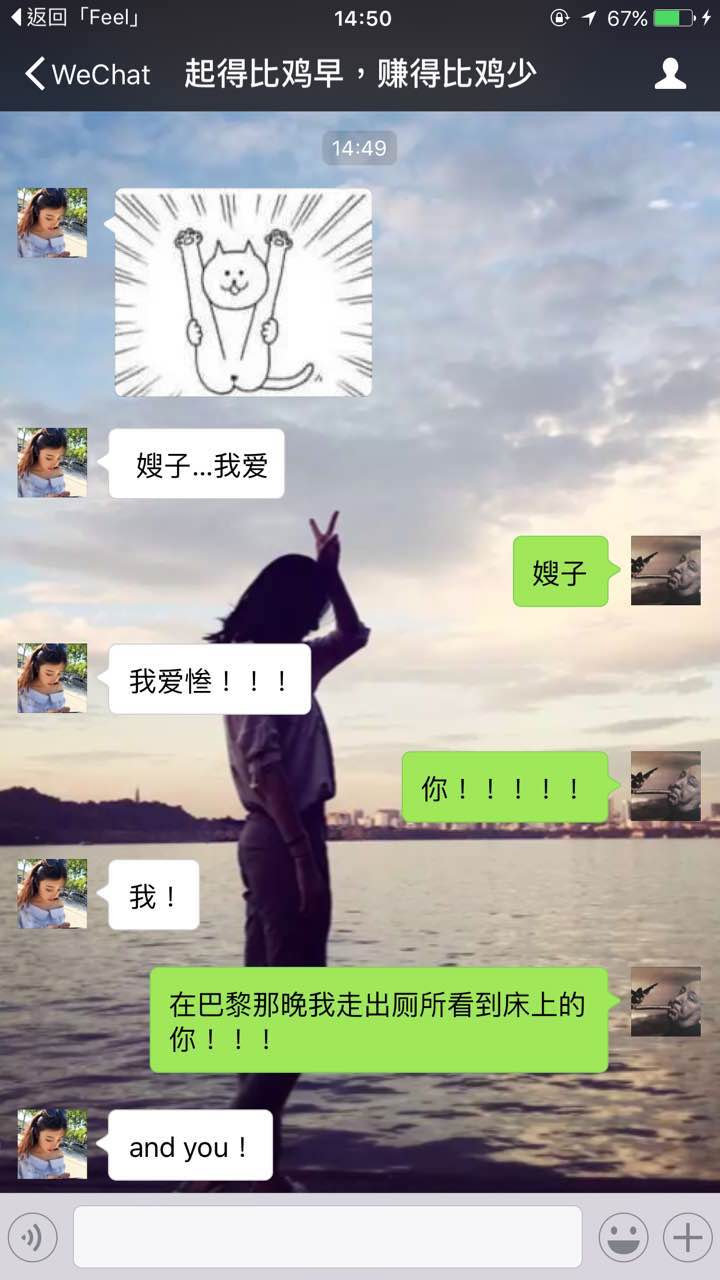 返回「Feel」 14:50 67%
WeChat 起得比鸡早，赚得比鸡少
14:49
嫂子...我爱
嫂子
我爱惨！！！
你！！！！！
我！
在巴黎那晚我走出厕所看到床上的
你！！！
and you！